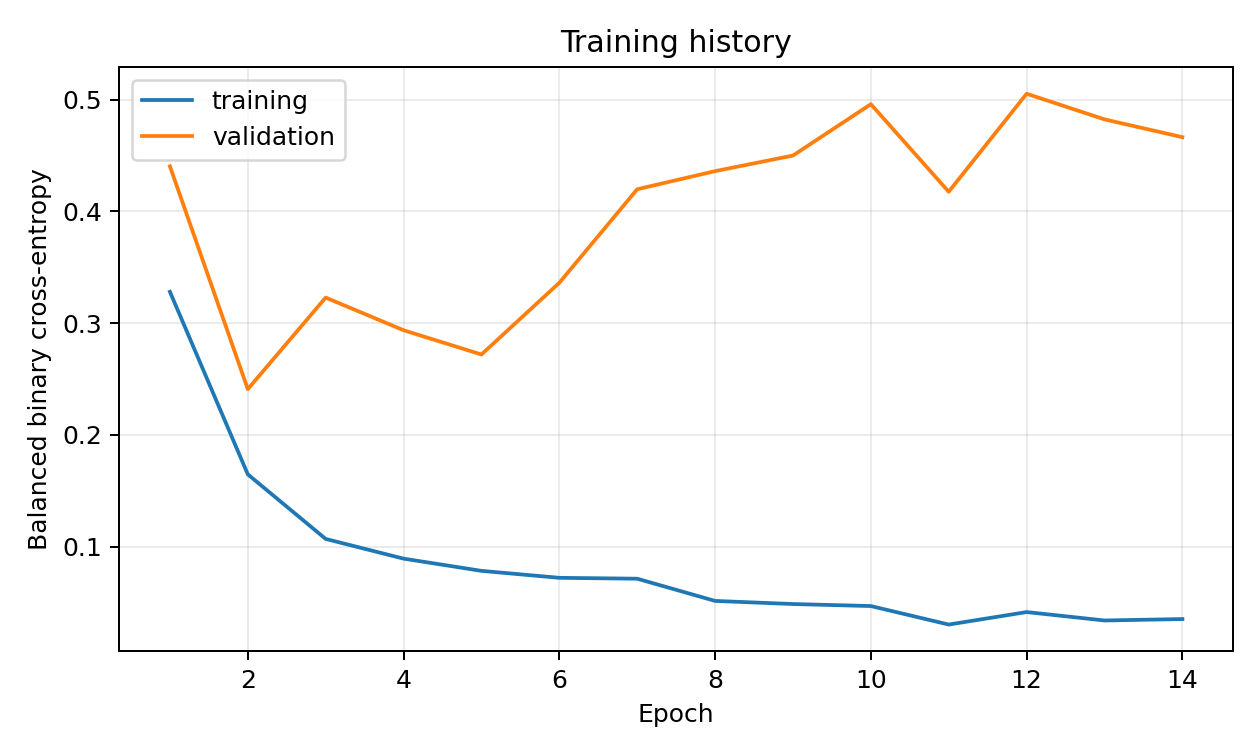 Training history
training
validation
Balanced binary cross-entropy
0.5
0.4
0.3
0.2
0.1
2 4 6 8 10 12 14
Epoch